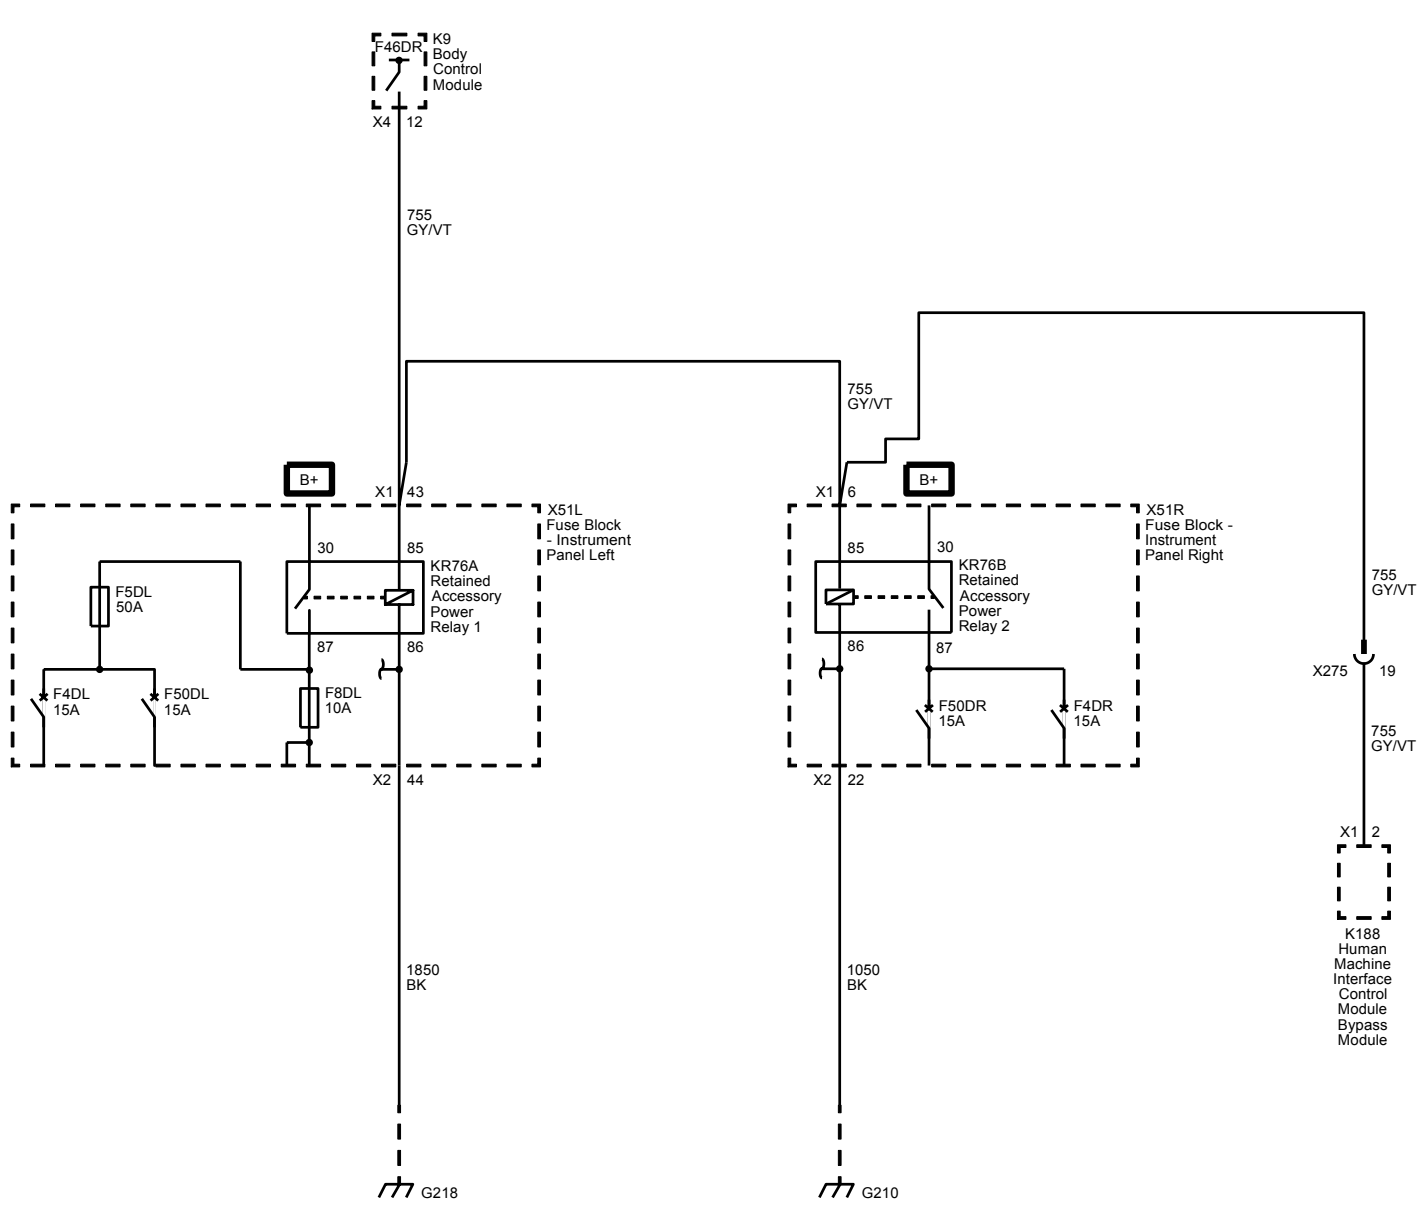 F46DR
K9
Body
Control
Module
X4 12
755
GY/VT
755
GY/VT
B+
X1 43
X1 6
B+
X51L
Fuse Block
- Instrument
Panel Left
X51R
Fuse Block -
Instrument
Panel Right
30
85
KR76A
Retained
Accessory
Power
Relay 1
87
86
F5DL
50A
F4DL
15A
F50DL
15A
F8DL
10A
85
30
KR76B
Retained
Accessory
Power
Relay 2
86
87
F50DR
15A
F4DR
15A
755
GY/VT
X275 19
755
GY/VT
X2 44
X2 22
X1 2
K188
Human
Machine
Interface
Control
Module
Bypass
Module
1850
BK
1050
BK
G218
G210